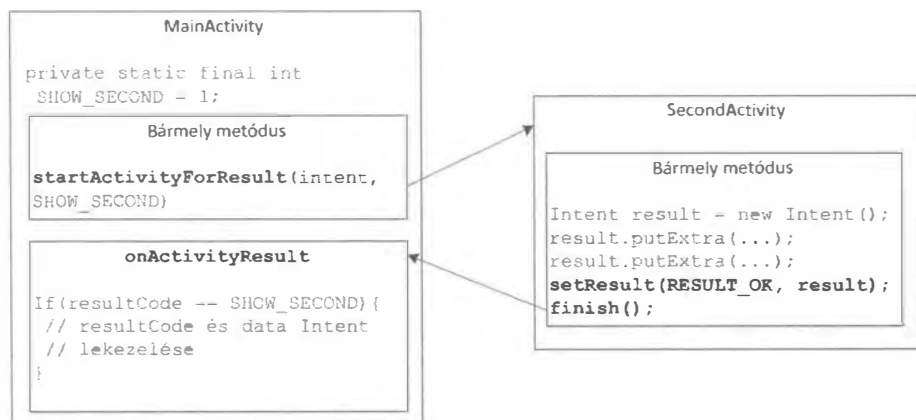 MainActivity
private static final int
SHOW_SECOND = 1;
Bármely metódus
startActivityForResult(intent,
SHOW_SECOND)
onActivityResult
If(resultCode == SHOW_SECOND){
// resultCode és data Intent
// lekezelése
}
SecondActivity
Bármely metódus
Intent result = new Intent();
result.putExtra(...);
result.putExtra(...);
setResult(RESULT_OK, result);
finish();